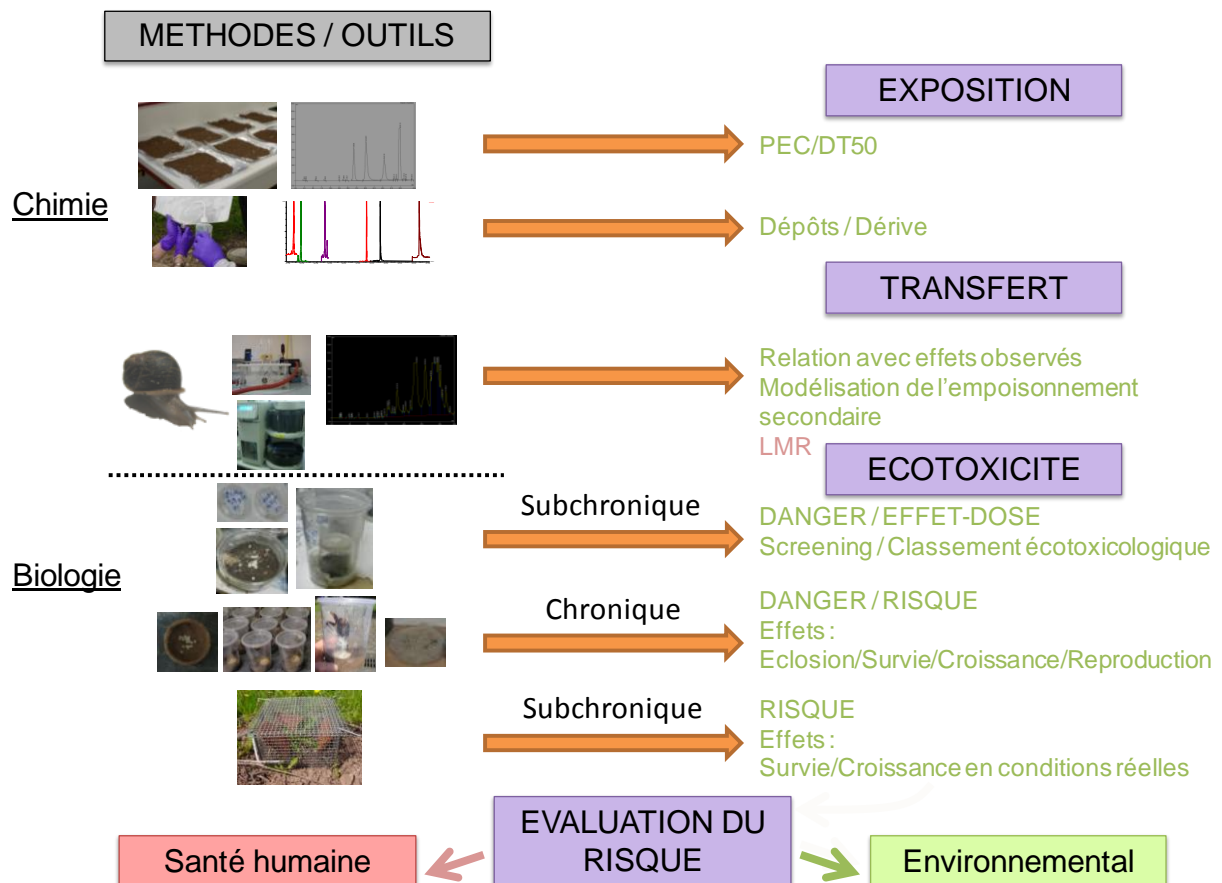 METHODES / OUTILS
EXPOSITION
PEC/DT50
Chimie
Dépôts / Dérive
TRANSFERT
Relation avec effets observés
Modélisation de l'empoisonnement
secondaire
LMR
ECOTOXICITE
Subchronique
DANGER / EFFET-DOSE
Screening / Classement écotoxicologique
Biologie
Chronique
DANGER / RISQUE
Effets :
Eclosion/Survie/Croissance/Reproduction
Subchronique
RISQUE
Effets :
Survie/Croissance en conditions réelles
EVALUATION DU
RISQUE
Santé humaine
Environnemental